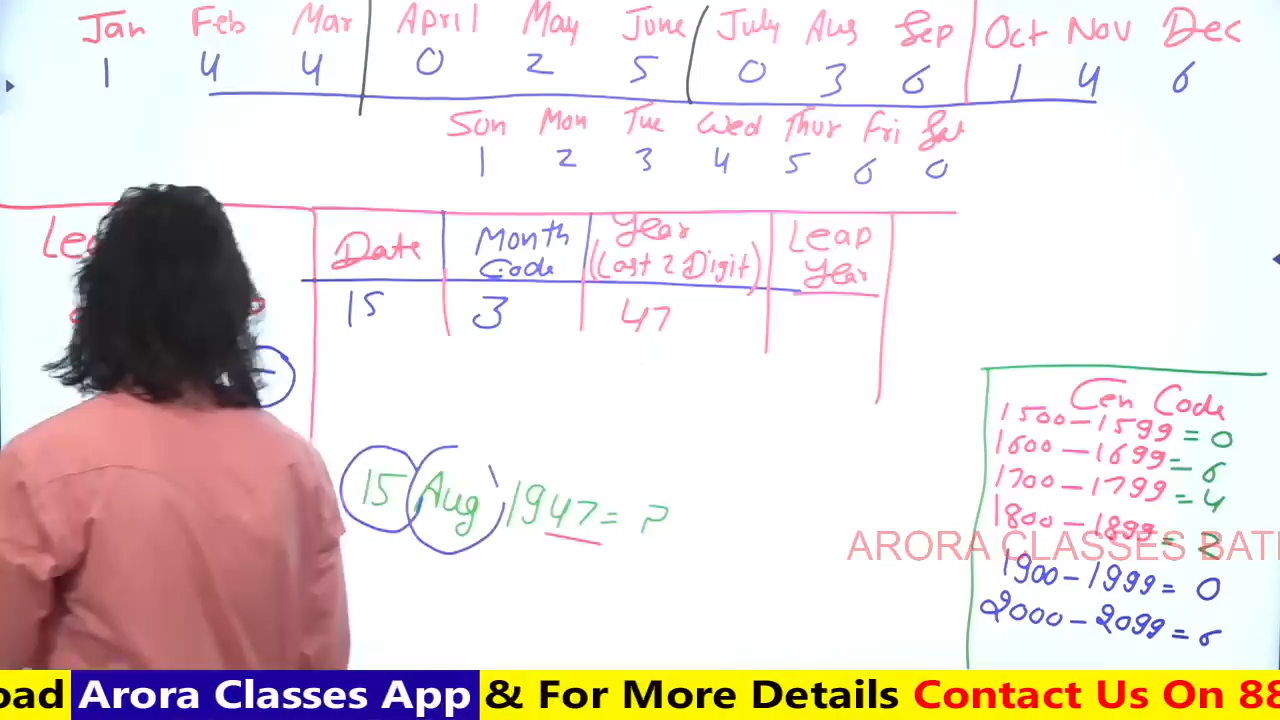 Jan Feb Mar April May June July Aug Sep Oct Nov Dec
1 4 4 0 2 5 0 3 6 1 4 6
Sun Mon Tue Wed Thur Fri Sat
1 2 3 4 5 6 0
Date Month Code Year (Last 2 Digit) Leap Year
15 3 47
15 Aug 1947 = ?
Cen Code
1500-1599 = 0
1600-1699 = 6
1700-1799 = 4
1800-1899 = 2
1900-1999 = 0
2000-2099 = 6
ARORA CLASSES
Arora Classes App & For More Details Contact Us On